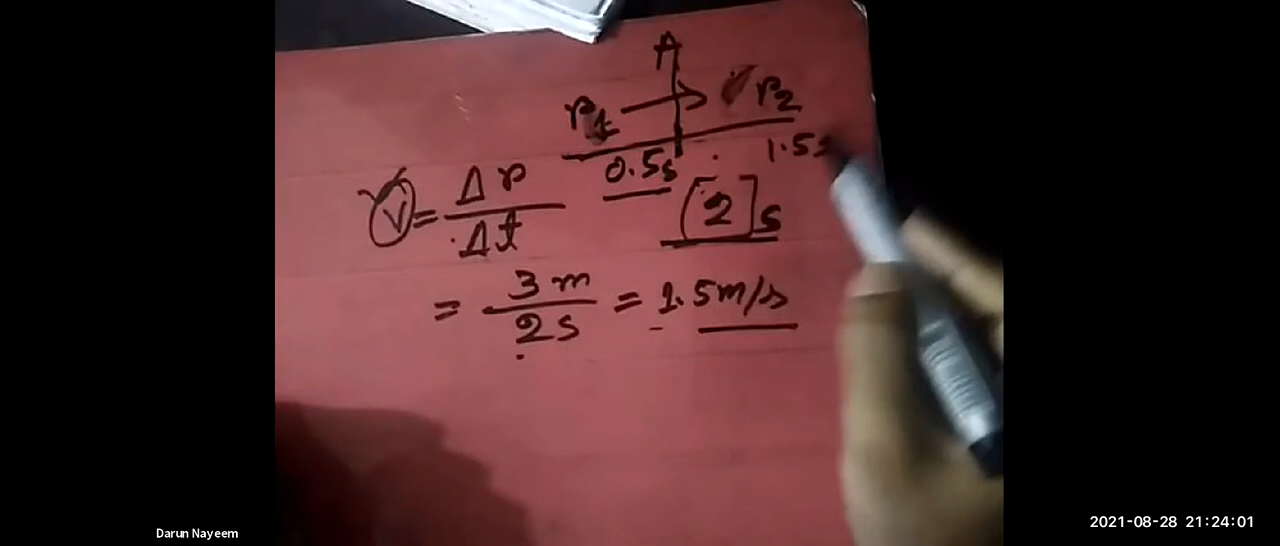 A
r₁ → r₂
0.5s 1.5s
v = Δr/Δt
[2]s
= 3m/2s = 1.5m/s
Darun Nayeem
2021-08-28 21:24:01